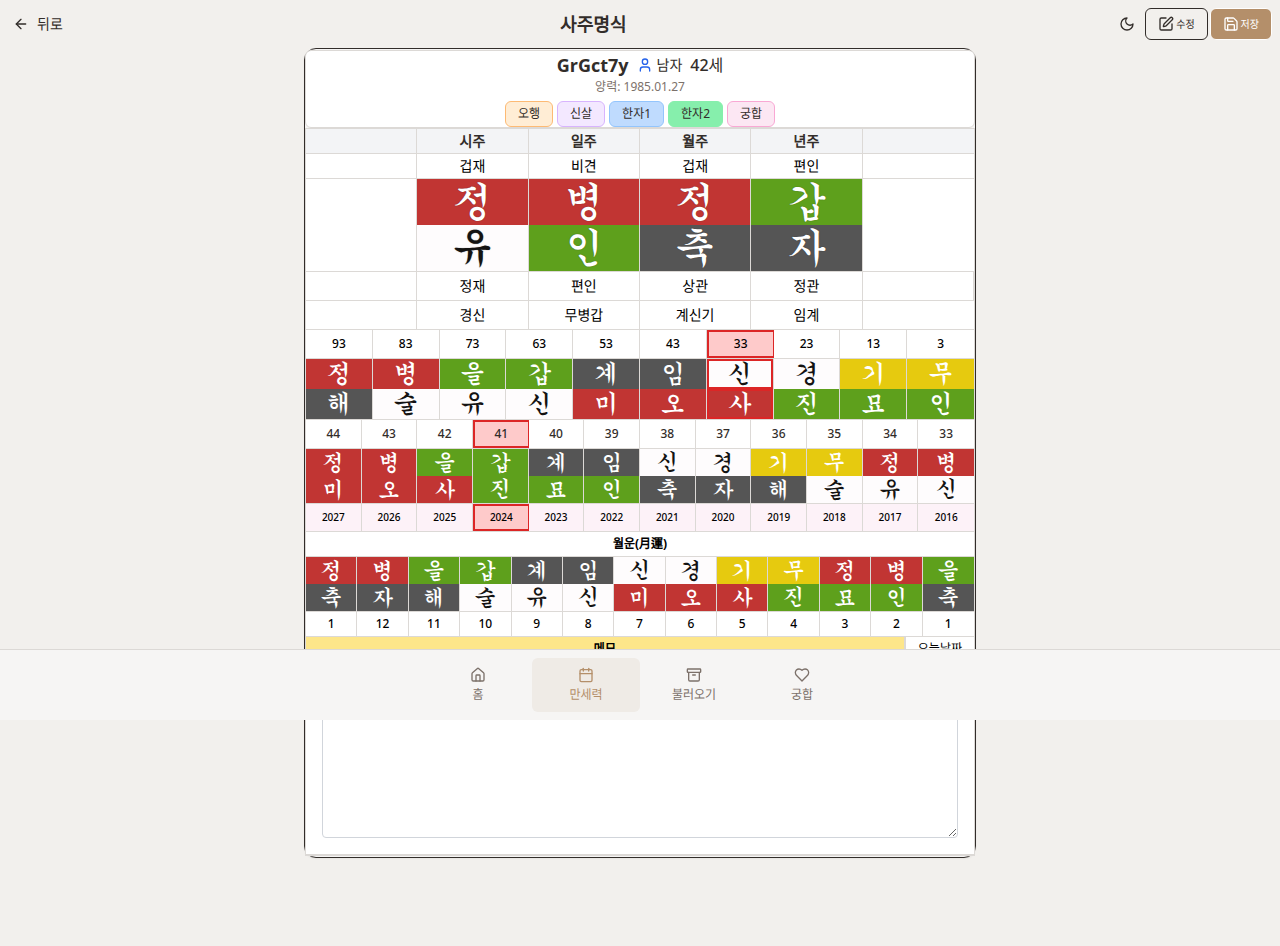 뒤로
사주명식
수정
저장
GrGct7y 남자 42세
양력: 1985.01.27
오행 신살 한자1 한자2 궁합
시주 일주 월주 년주
겁재 비견 겁재 편인
정 병 정 갑
유 인 축 자
정재 편인 상관 정관
경신 무병갑 계신기 임계
93 83 73 63 53 43 33 23 13 3
정 병 을 갑 계 임 신 경 기 무
해 술 유 신 미 오 사 진 묘 인
44 43 42 41 40 39 38 37 36 35 34 33
정 병 을 갑 계 임 신 경 기 무 정 병
미 오 사 진 묘 인 축 자 해 술 유 신
2027 2026 2025 2024 2023 2022 2021 2020 2019 2018 2017 2016
월운(月運)
정 병 을 갑 계 임 신 경 기 무 정 병 을
축 자 해 술 유 신 미 오 사 진 묘 인 축
1 12 11 10 9 8 7 6 5 4 3 2 1
메모 오늘날짜
홈 만세력 불러오기 궁합